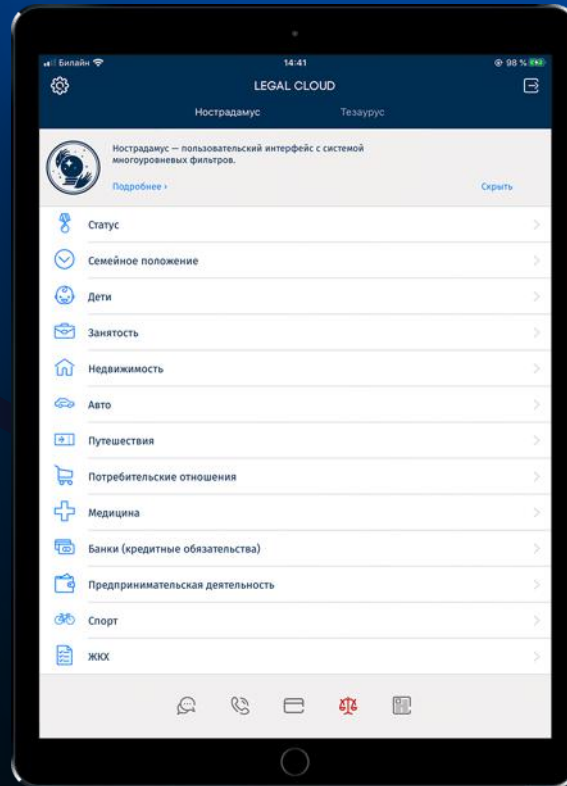 Билайн
14:41
98 %
LEGAL CLOUD
Нострадамус
Тезаурус
Нострадамус — пользовательский интерфейс с системой
многоуровневых фильтров.
Подробнее ›
Скрыть
Статус
Семейное положение
Дети
Занятость
Недвижимость
Авто
Путешествия
Потребительские отношения
Медицина
Банки (кредитные обязательства)
Предпринимательская деятельность
Спорт
ЖКХ